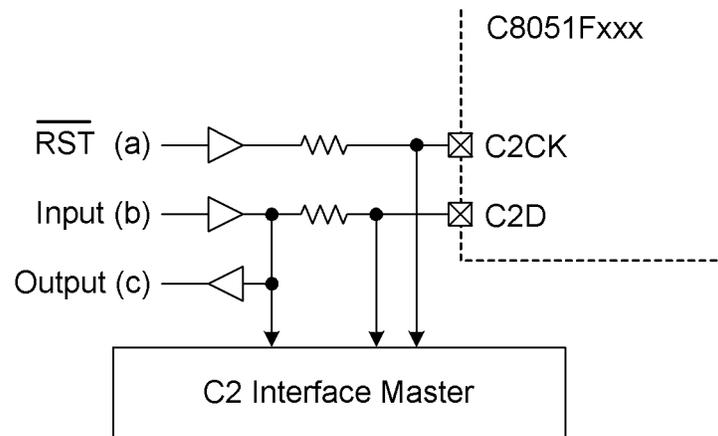 C8051Fxxx
RST (a)
C2CK
Input (b)
C2D
Output (c)
C2 Interface Master